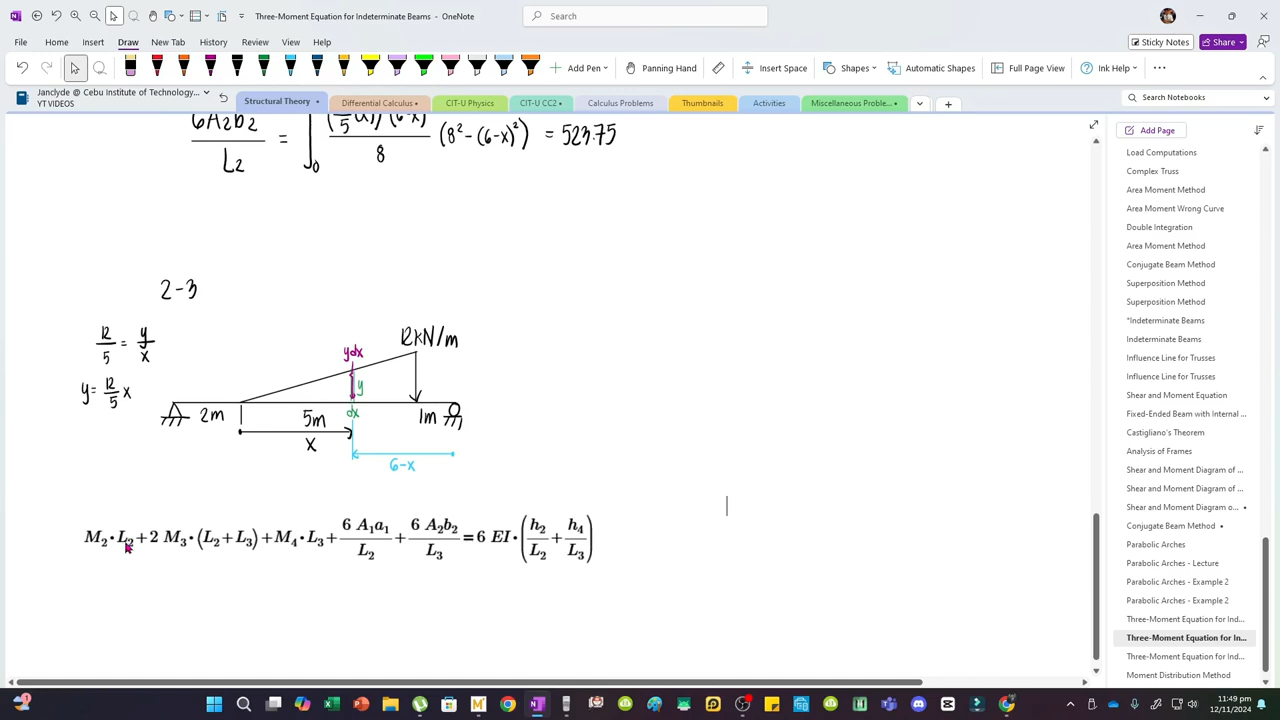 Three-Moment Equation for Indeterminate Beams - OneNote
Search
File Home Insert Draw New Tab History Review View Help
Sticky Notes Share
Add Pen Panning Hand Insert Space Shapes Automatic Shapes Full Page View Ink Help
Janclyde @ Cebu Institute of Technology...
YT VIDEOS
Structural Theory Differential Calculus CIT-U Physics CIT-U CC2 Calculus Problems Thumbnails Activities Miscellaneous Proble...
Search Notebooks
Add Page
Load Computations
Complex Truss
Area Moment Method
Area Moment Wrong Curve
Double Integration
Area Moment Method
Conjugate Beam Method
Superposition Method
Superposition Method
*Indeterminate Beams
Indeterminate Beams
Influence Line for Trusses
Influence Line for Trusses
Shear and Moment Equation
Fixed-Ended Beam with Internal ...
Castigliano's Theorem
Analysis of Frames
Shear and Moment Diagram of ...
Shear and Moment Diagram of ...
Shear and Moment Diagram o...
Conjugate Beam Method
Parabolic Arches
Parabolic Arches - Lecture
Parabolic Arches - Example 2
Parabolic Arches - Example 2
Three-Moment Equation for Ind...
Three-Moment Equation for In...
Three-Moment Equation for Ind...
Moment Distribution Method
6A₂b₂/L₂ = ∫₀ (⁄5 (x))(6-x)/8 (8²-(6-x)²) = 523.75
2-3
12/5 = y/x
y= 12/5 x
12kN/m
ydx
y
2m
5m
dx
1m
x
6-x
M₂·L₂+2 M₃·(L₂+L₃)+M₄·L₃+ 6 A₁a₁/L₂ + 6 A₂b₂/L₃ = 6 EI·(h₂/L₂ + h₄/L₃)
Search
11:49 pm
12/11/2024